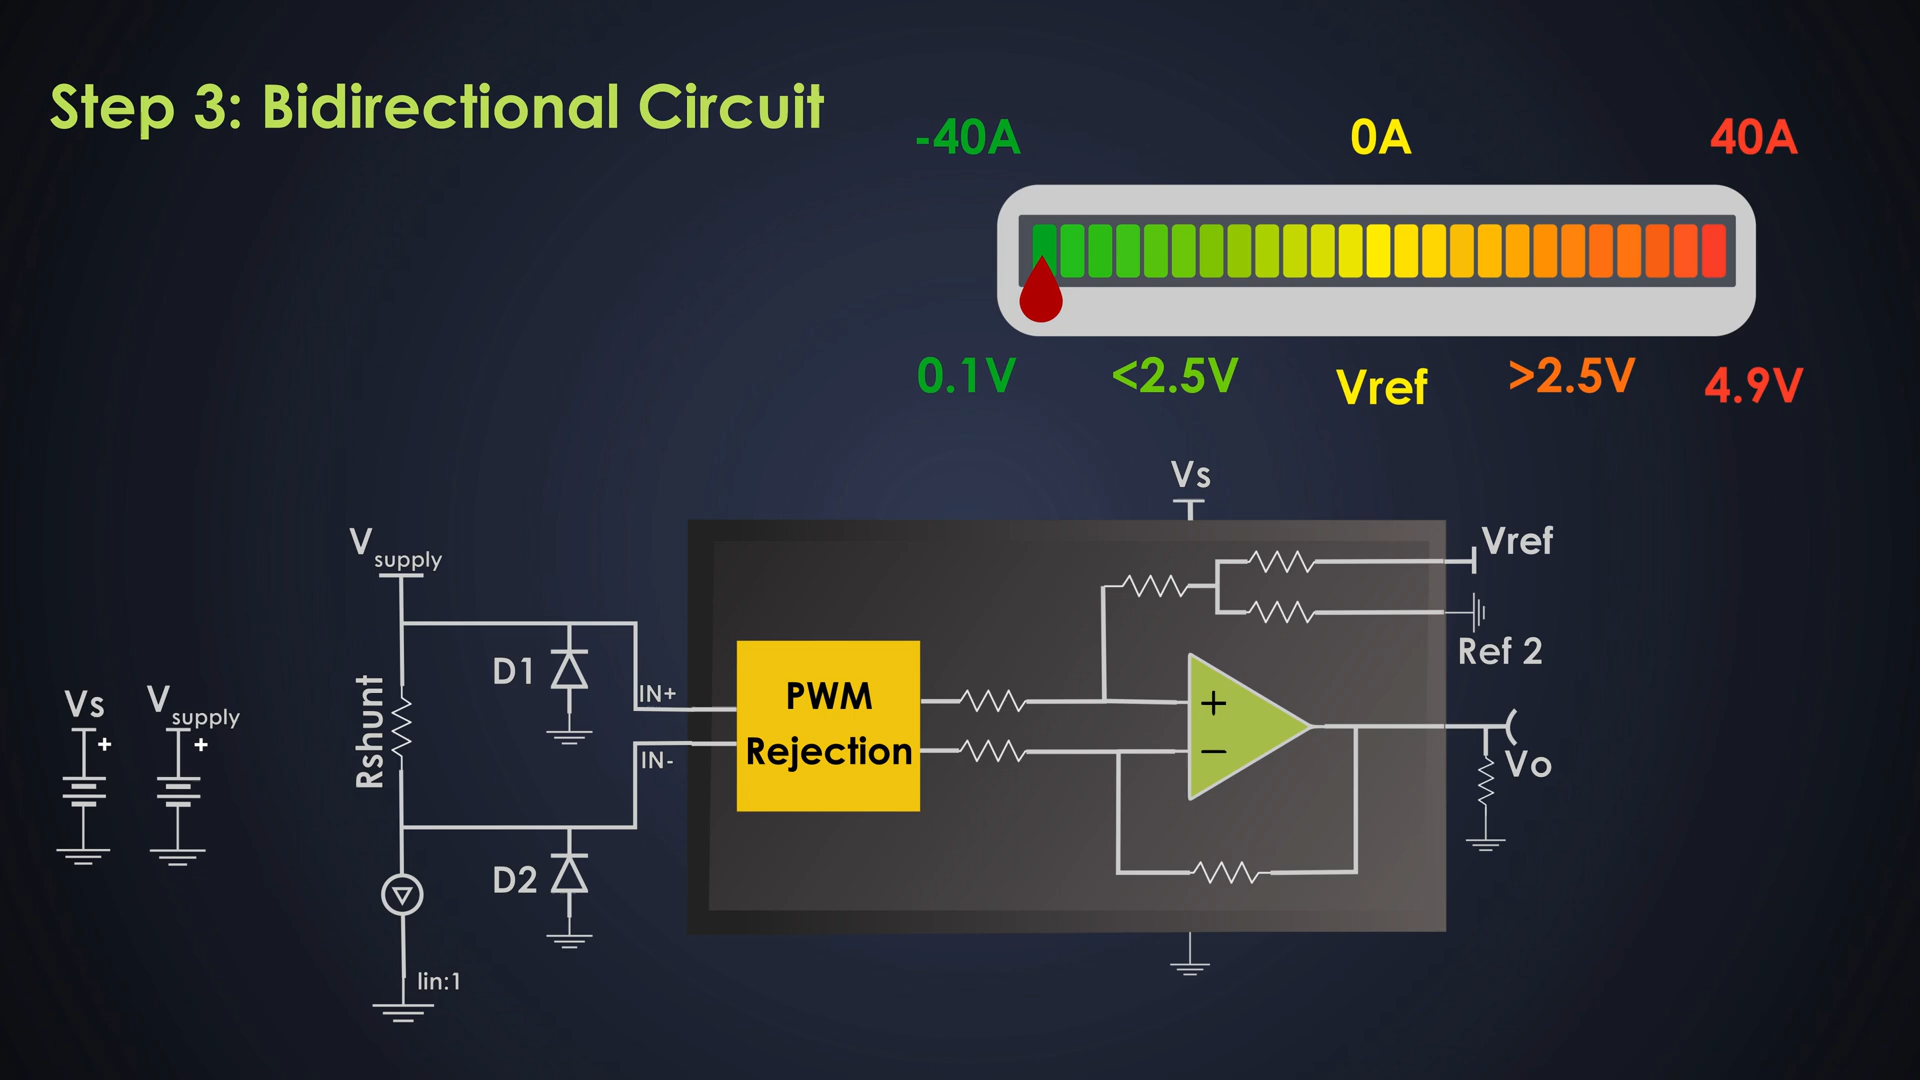 Step 3: Bidirectional Circuit
-40A
0A
40A
0.1V
<2.5V
Vref
>2.5V
4.9V
Vs
Vsupply
Vref
Ref 2
D1
IN+
PWM
Rejection
+
Rshunt
Vs
+
Vsupply
+
IN-
−
Vo
D2
Iin:1